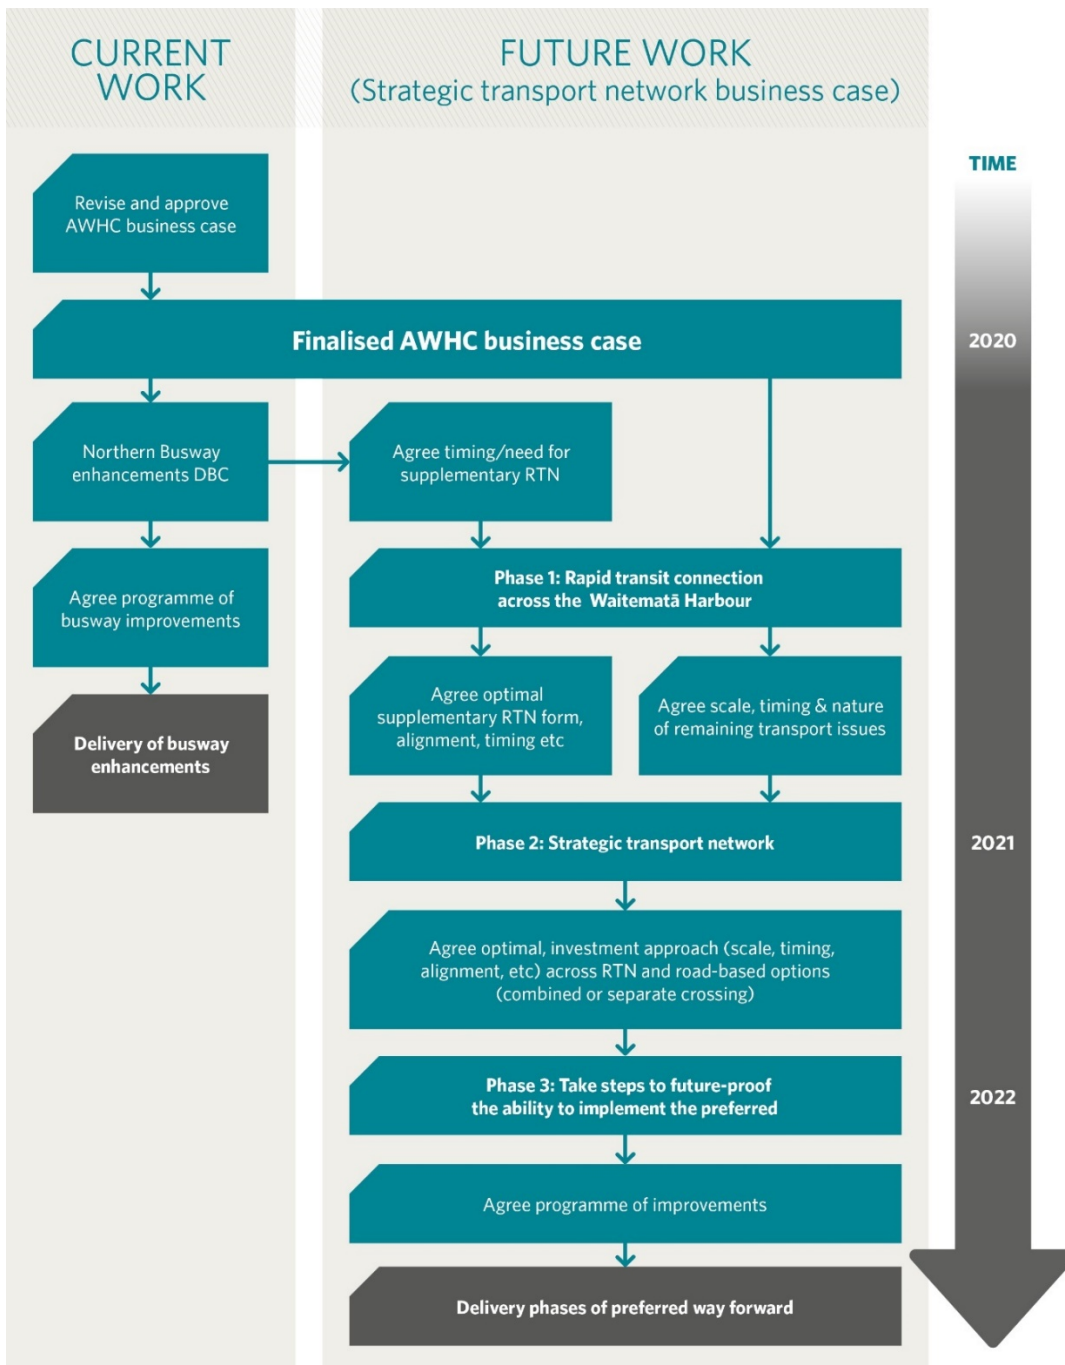 CURRENT
WORK
FUTURE WORK
(Strategic transport network business case)
TIME
Revise and approve
AWHC business case
Finalised AWHC business case
2020
Northern Busway
enhancements DBC
Agree timing/need for
supplementary RTN
Agree programme of
busway improvements
Phase 1: Rapid transit connection
across the Waitematā Harbour
Delivery of busway
enhancements
Agree optimal
supplementary RTN form,
alignment, timing etc
Agree scale, timing & nature
of remaining transport issues
Phase 2: Strategic transport network
2021
Agree optimal, investment approach (scale, timing,
alignment, etc) across RTN and road-based options
(combined or separate crossing)
Phase 3: Take steps to future-proof
the ability to implement the preferred
2022
Agree programme of improvements
Delivery phases of preferred way forward